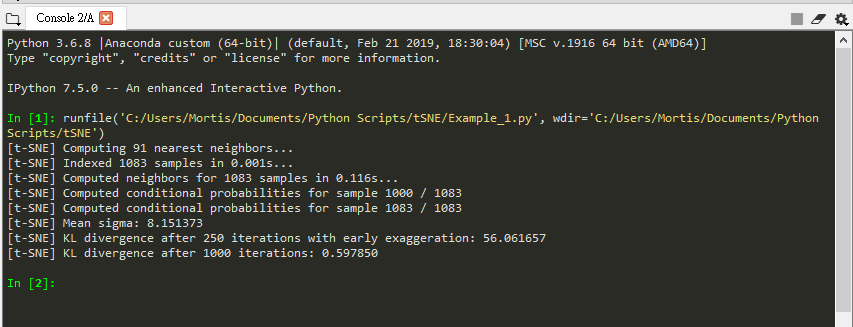 Console 2/A
Python 3.6.8 |Anaconda custom (64-bit)| (default, Feb 21 2019, 18:30:04) [MSC v.1916 64 bit (AMD64)]
Type "copyright", "credits" or "license" for more information.
IPython 7.5.0 -- An enhanced Interactive Python.
In [1]: runfile('C:/Users/Mortis/Documents/Python Scripts/tSNE/Example_1.py', wdir='C:/Users/Mortis/Documents/Python
Scripts/tSNE')
[t-SNE] Computing 91 nearest neighbors...
[t-SNE] Indexed 1083 samples in 0.001s...
[t-SNE] Computed neighbors for 1083 samples in 0.116s...
[t-SNE] Computed conditional probabilities for sample 1000 / 1083
[t-SNE] Computed conditional probabilities for sample 1083 / 1083
[t-SNE] Mean sigma: 8.151373
[t-SNE] KL divergence after 250 iterations with early exaggeration: 56.061657
[t-SNE] KL divergence after 1000 iterations: 0.597850
In [2]: